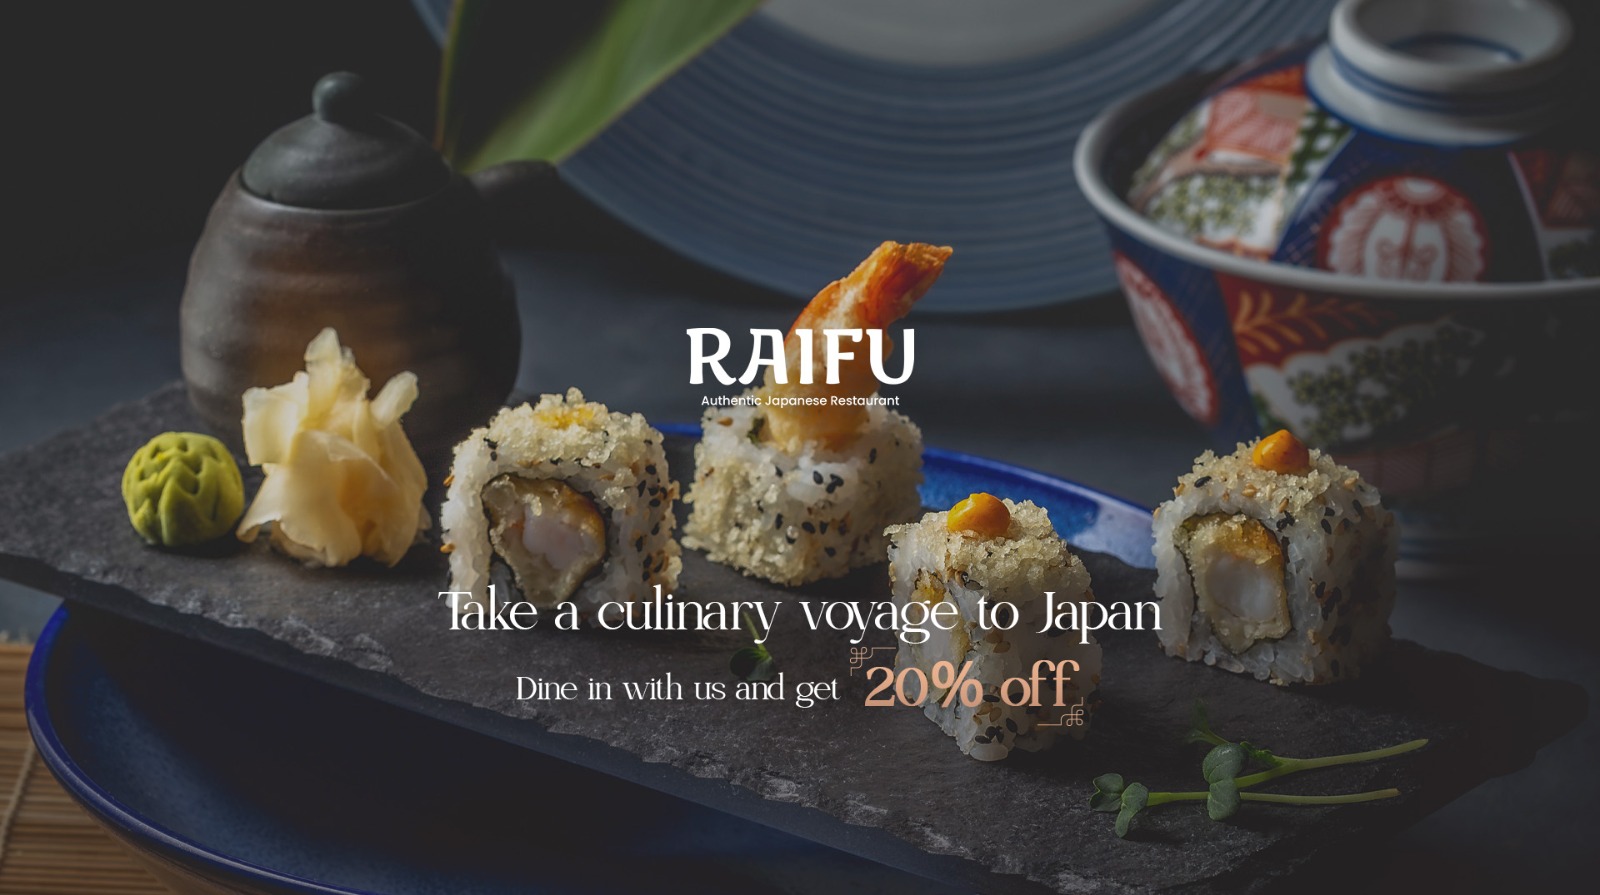 RAIFU
Authentic Japanese Restaurant
Take a culinary voyage to Japan
Dine in with us and get 20% off